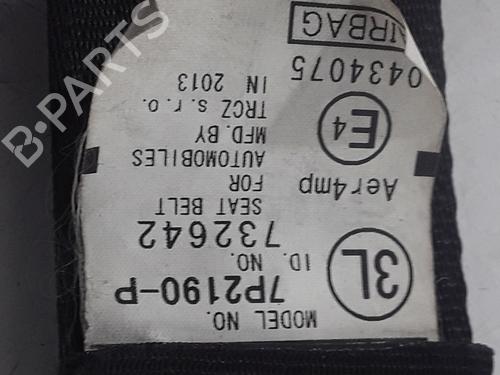 MODEL NO.
7P2190-P
ID. NO.
732642
3L
SEAT BELT
FOR
AUTOMOBILES
MFD. BY
TRCZ s.r.o.
IN 2013
Aer4mp
E4
0434075
AIRBAG
B-PARTS